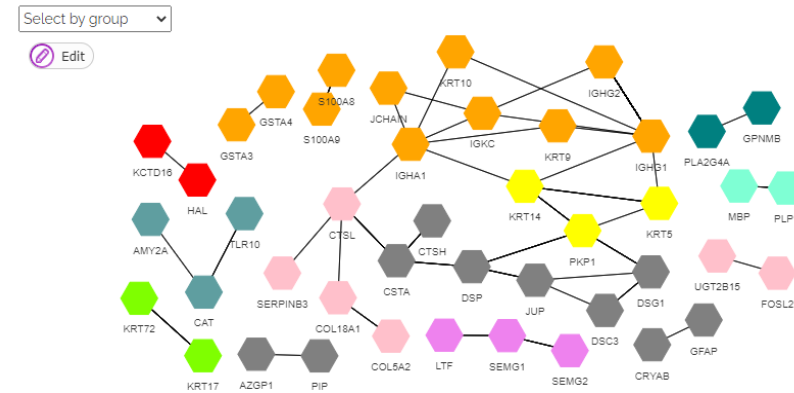 Select by group
Edit
KRT10
IGHG2
S100A8
GSTA4
JCHAIN
GPNMB
S100A9
IGKC
GSTA3
KRT9
PLA2G4A
IGHG1
KCTD16
IGHA1
HAL
KRT14
MBP
PLP
CTSL
KRT5
TLR10
AMY2A
CTSH
PKP1
UGT2B15
SERPINB3
CSTA
DSP
DSG1
FOSL2
JUP
CAT
KRT72
COL18A1
DSC3
GFAP
COL5A2
LTF
SEMG1
CRYAB
SEMG2
KRT17
AZGP1
PIP